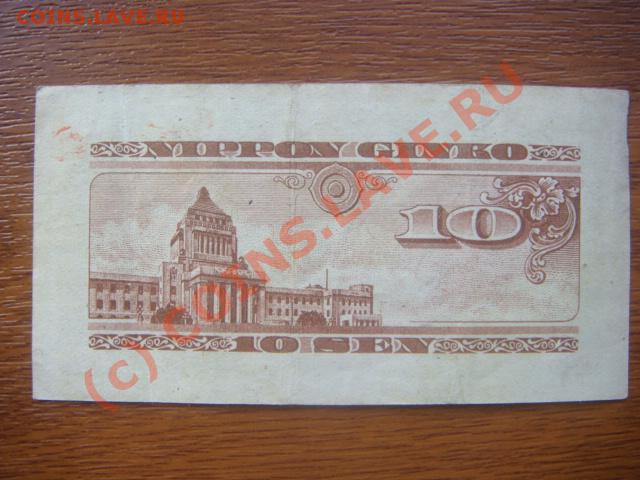 COINS.LAVE.RU
NIPPON GINKO
10
10 SEN
(c) COINS.LAVE.RU